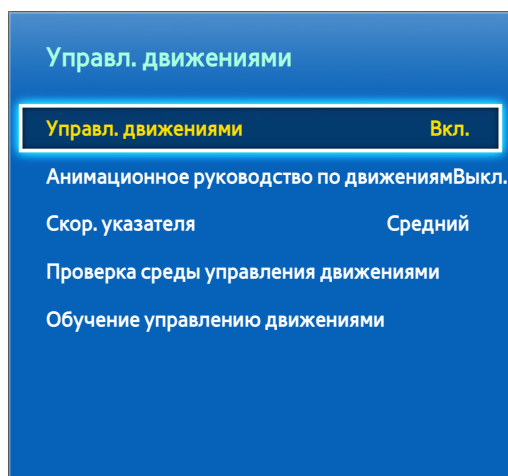 Управл. движениями
Управл. движениями Вкл.
Анимационное руководство по движениямВыкл.
Скор. указателя Средний
Проверка среды управления движениями
Обучение управлению движениями